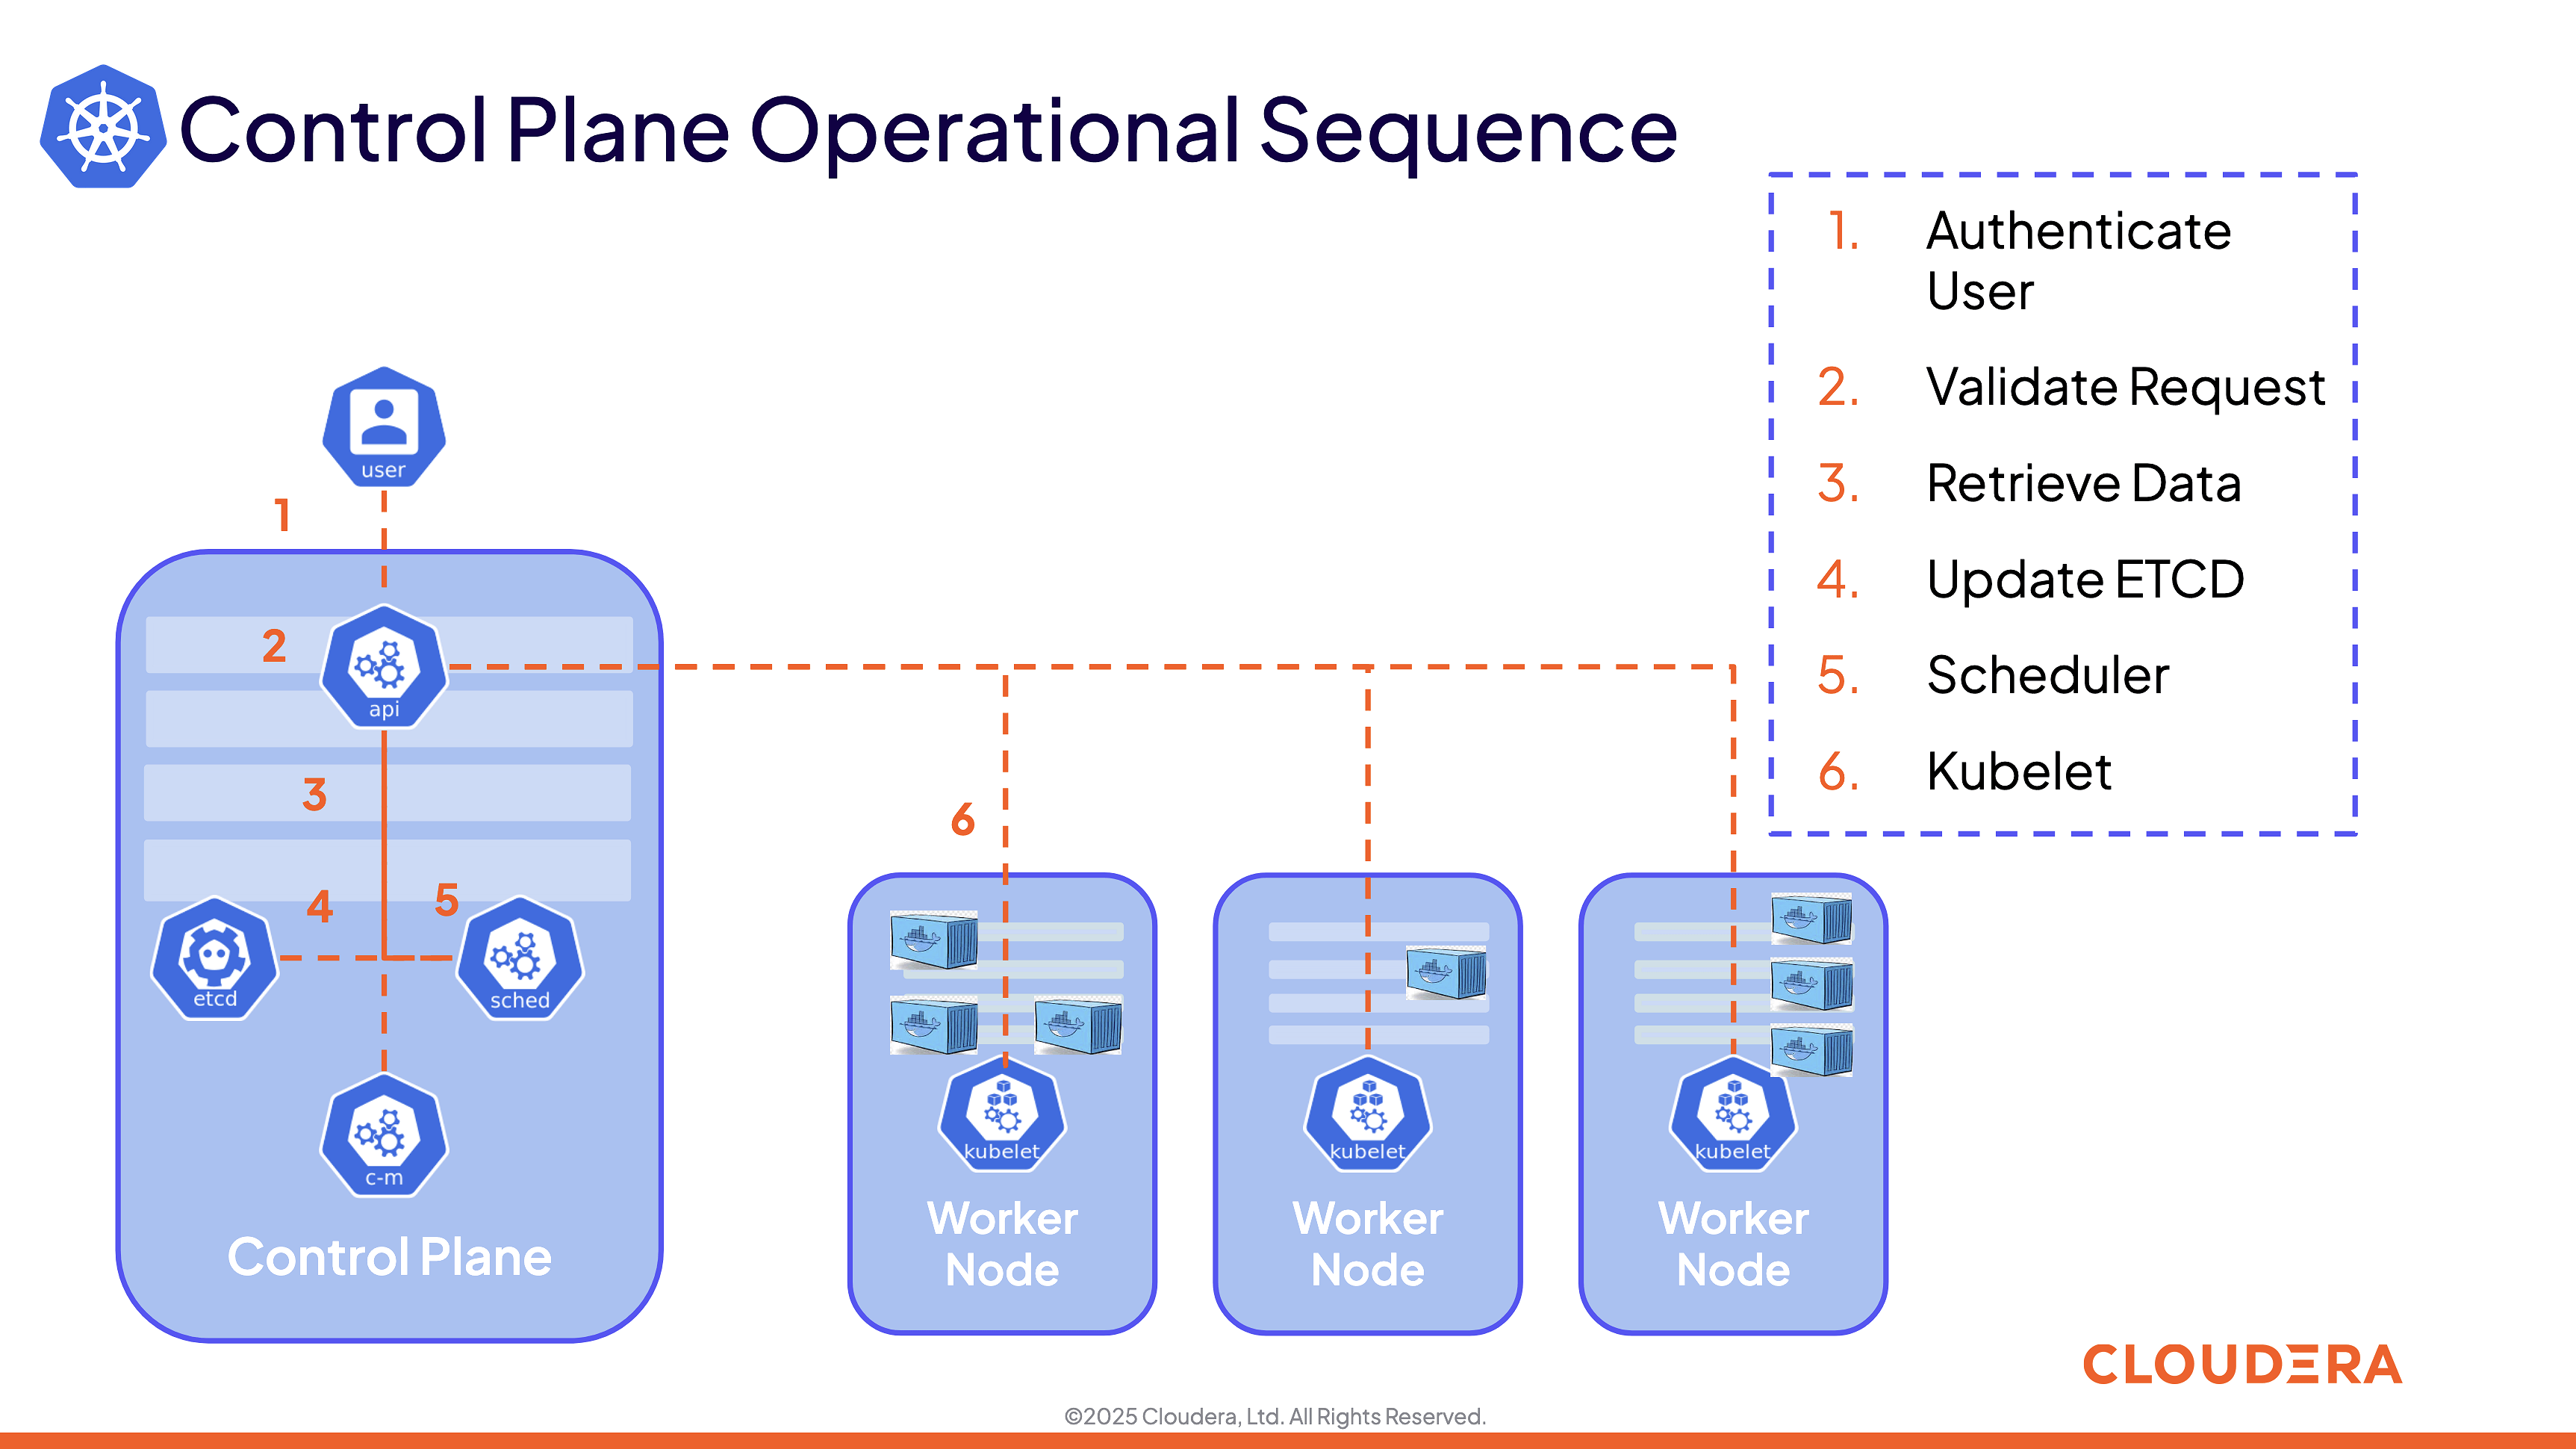 Control Plane Operational Sequence
1. Authenticate
User
2. Validate Request
3. Retrieve Data
4. Update ETCD
5. Scheduler
6. Kubelet
user
1
2
api
3
4
5
etcd
sched
c-m
Control Plane
6
kubelet
Worker
Node
kubelet
Worker
Node
kubelet
Worker
Node
CLOUDERA
©2025 Cloudera, Ltd. All Rights Reserved.